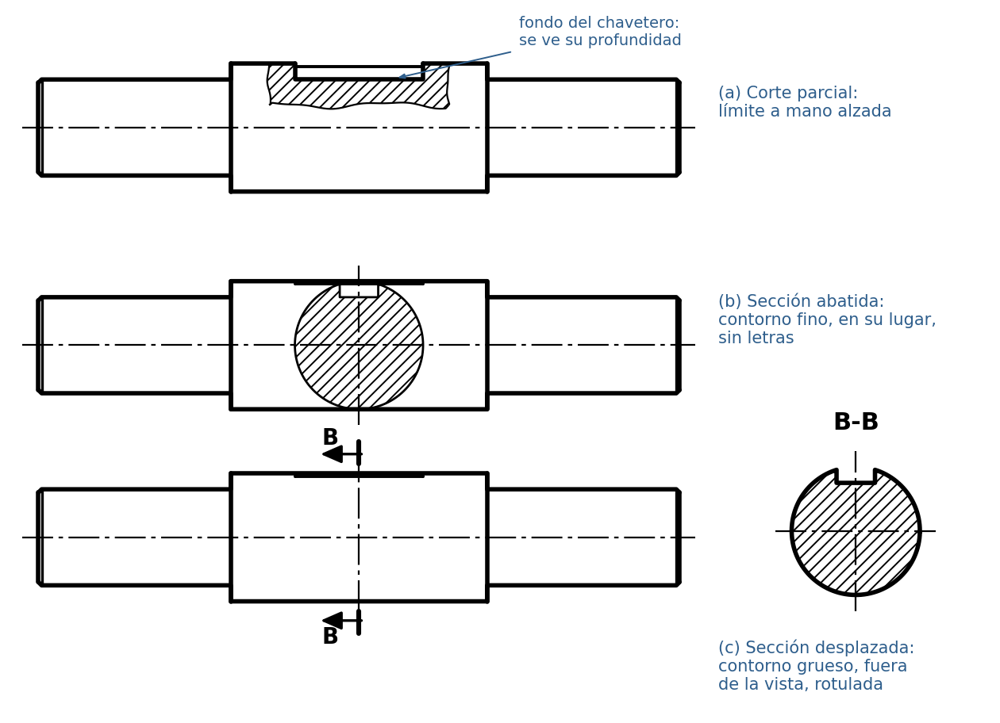 fondo del chavetero:
se ve su profundidad
(a) Corte parcial:
límite a mano alzada
(b) Sección abatida:
contorno fino, en su lugar,
sin letras
B-B
B
B
(c) Sección desplazada:
contorno grueso, fuera
de la vista, rotulada